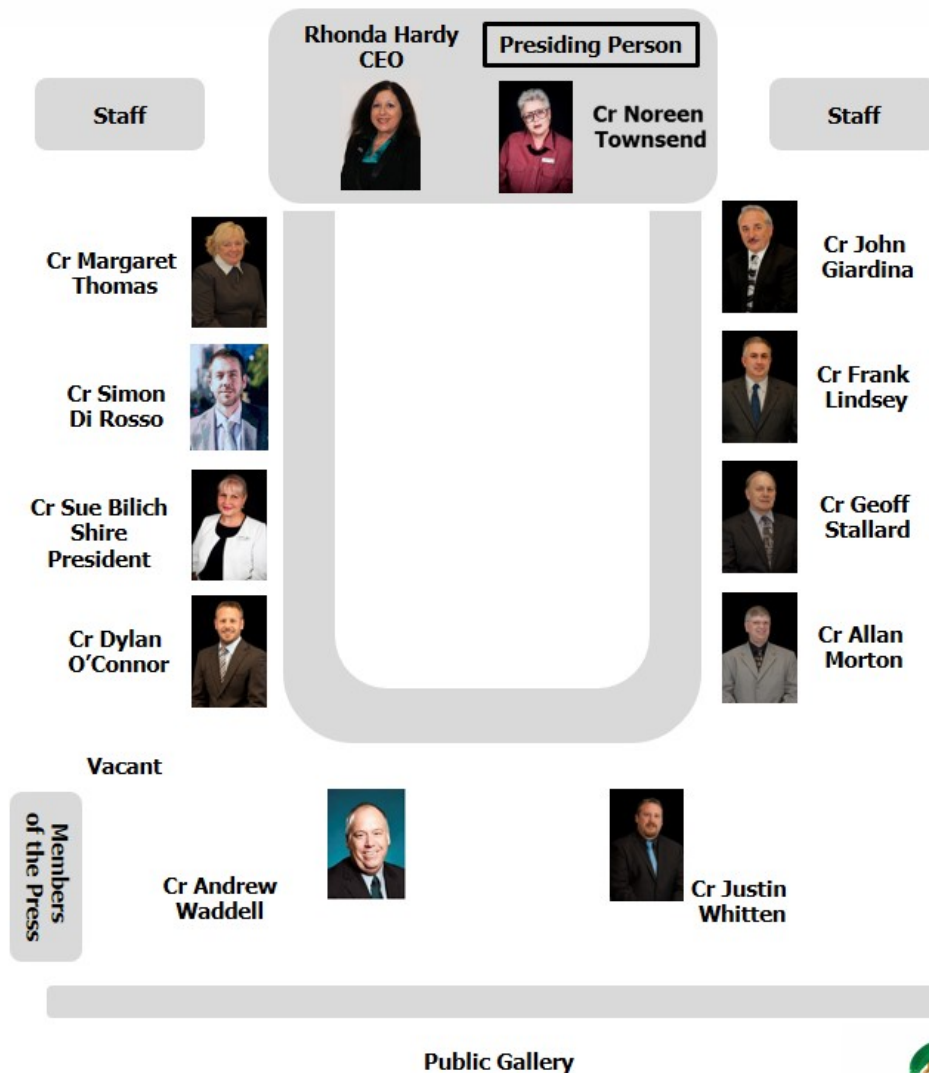 Rhonda Hardy
CEO
Presiding Person
Staff
Cr Noreen
Townsend
Staff
Cr Margaret
Thomas
Cr John
Giardina
Cr Simon
Di Rosso
Cr Frank
Lindsey
Cr Sue Bilich
Shire
President
Cr Geoff
Stallard
Cr Dylan
O'Connor
Cr Allan
Morton
Vacant
Members
of the Press
Cr Andrew
Waddell
Cr Justin
Whitten
Public Gallery